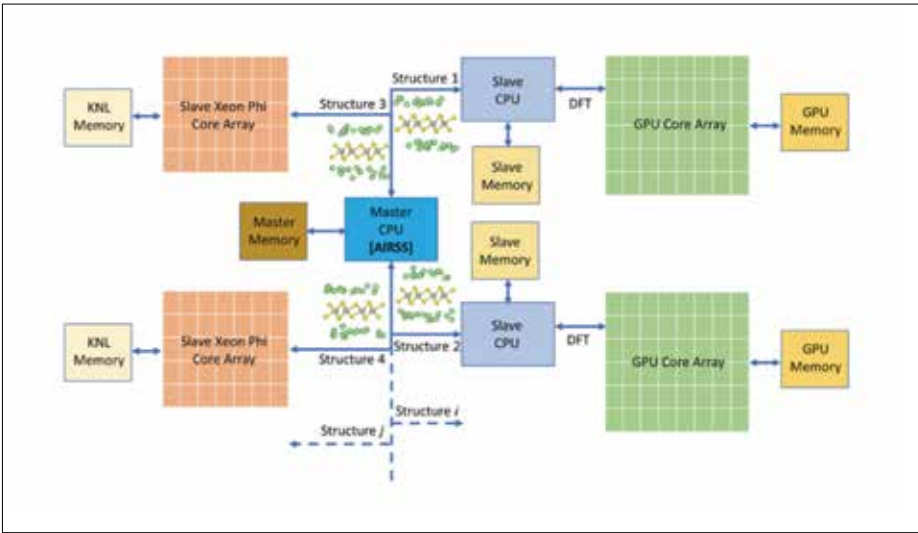 Structure 1
Slave
CPU
DFT
GPU Core Array
GPU
Memory
KNL
Memory
Slave Xeon Phi
Core Array
Structure 3
Slave
Memory
Master
Memory
Master
CPU
[AIRSS]
Slave
Memory
KNL
Memory
Slave Xeon Phi
Core Array
Structure 4
Structure 2
Slave
CPU
DFT
GPU Core Array
GPU
Memory
Structure i
Structure j